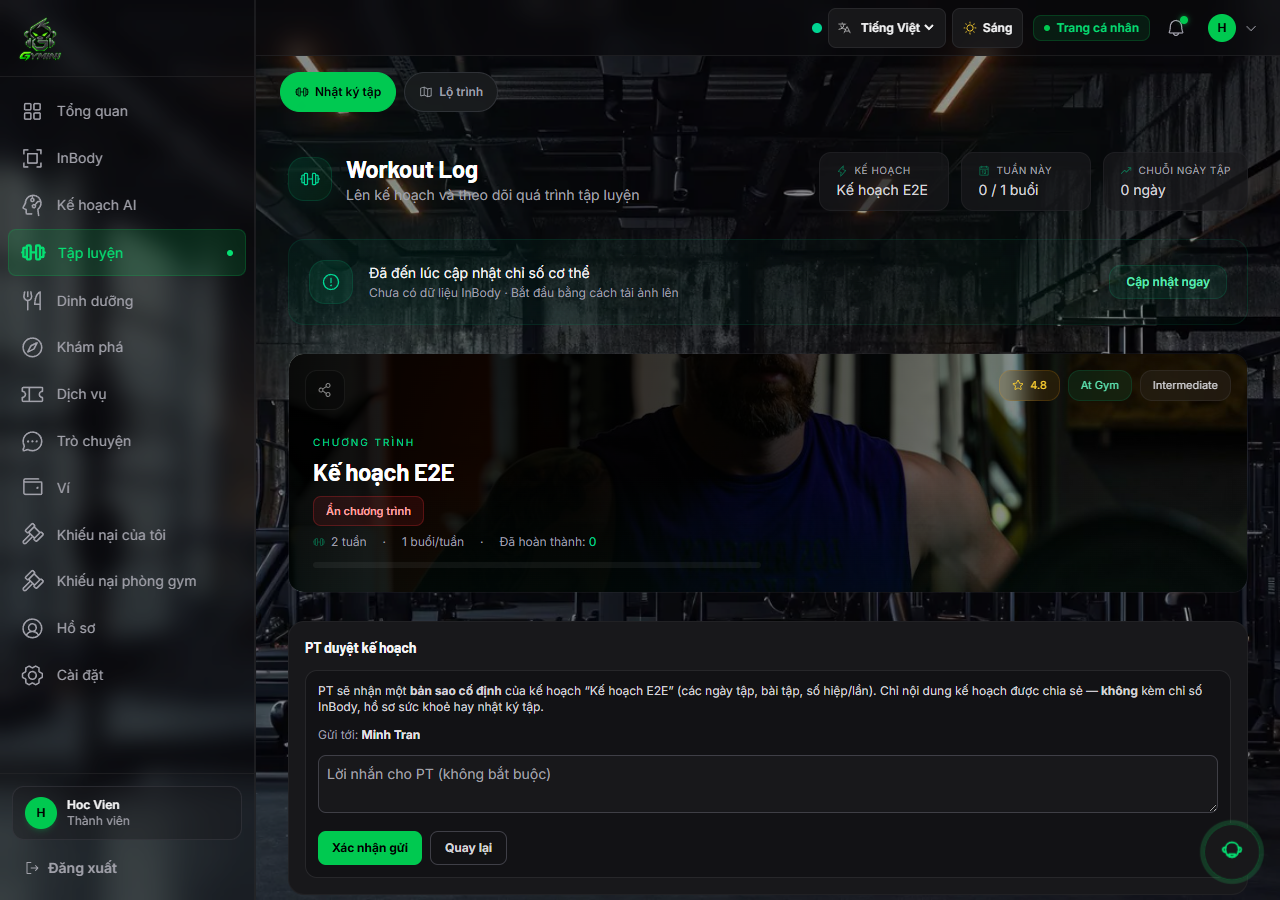 GYMINI
Tiếng Việt
Sáng
Trang cá nhân
H
Tổng quan
InBody
Kế hoạch AI
Tập luyện
Dinh dưỡng
Khám phá
Dịch vụ
Trò chuyện
Ví
Khiếu nại của tôi
Khiếu nại phòng gym
Hồ sơ
Cài đặt
H
Hoc Vien
Thành viên
Đăng xuất
Nhật ký tập
Lộ trình
Workout Log
Lên kế hoạch và theo dõi quá trình tập luyện
KẾ HOẠCH
Kế hoạch E2E
TUẦN NÀY
0 / 1 buổi
CHUỖI NGÀY TẬP
0 ngày
Đã đến lúc cập nhật chỉ số cơ thể
Chưa có dữ liệu InBody · Bắt đầu bằng cách tải ảnh lên
Cập nhật ngay
4.8
At Gym
Intermediate
CHƯƠNG TRÌNH
Kế hoạch E2E
Ẩn chương trình
2 tuần · 1 buổi/tuần · Đã hoàn thành: 0
PT duyệt kế hoạch
PT sẽ nhận một bản sao cố định của kế hoạch “Kế hoạch E2E” (các ngày tập, bài tập, số hiệp/lần). Chỉ nội dung kế hoạch được chia sẻ — không kèm chỉ số
InBody, hồ sơ sức khoẻ hay nhật ký tập.
Gửi tới: Minh Tran
Lời nhắn cho PT (không bắt buộc)
Xác nhận gửi
Quay lại